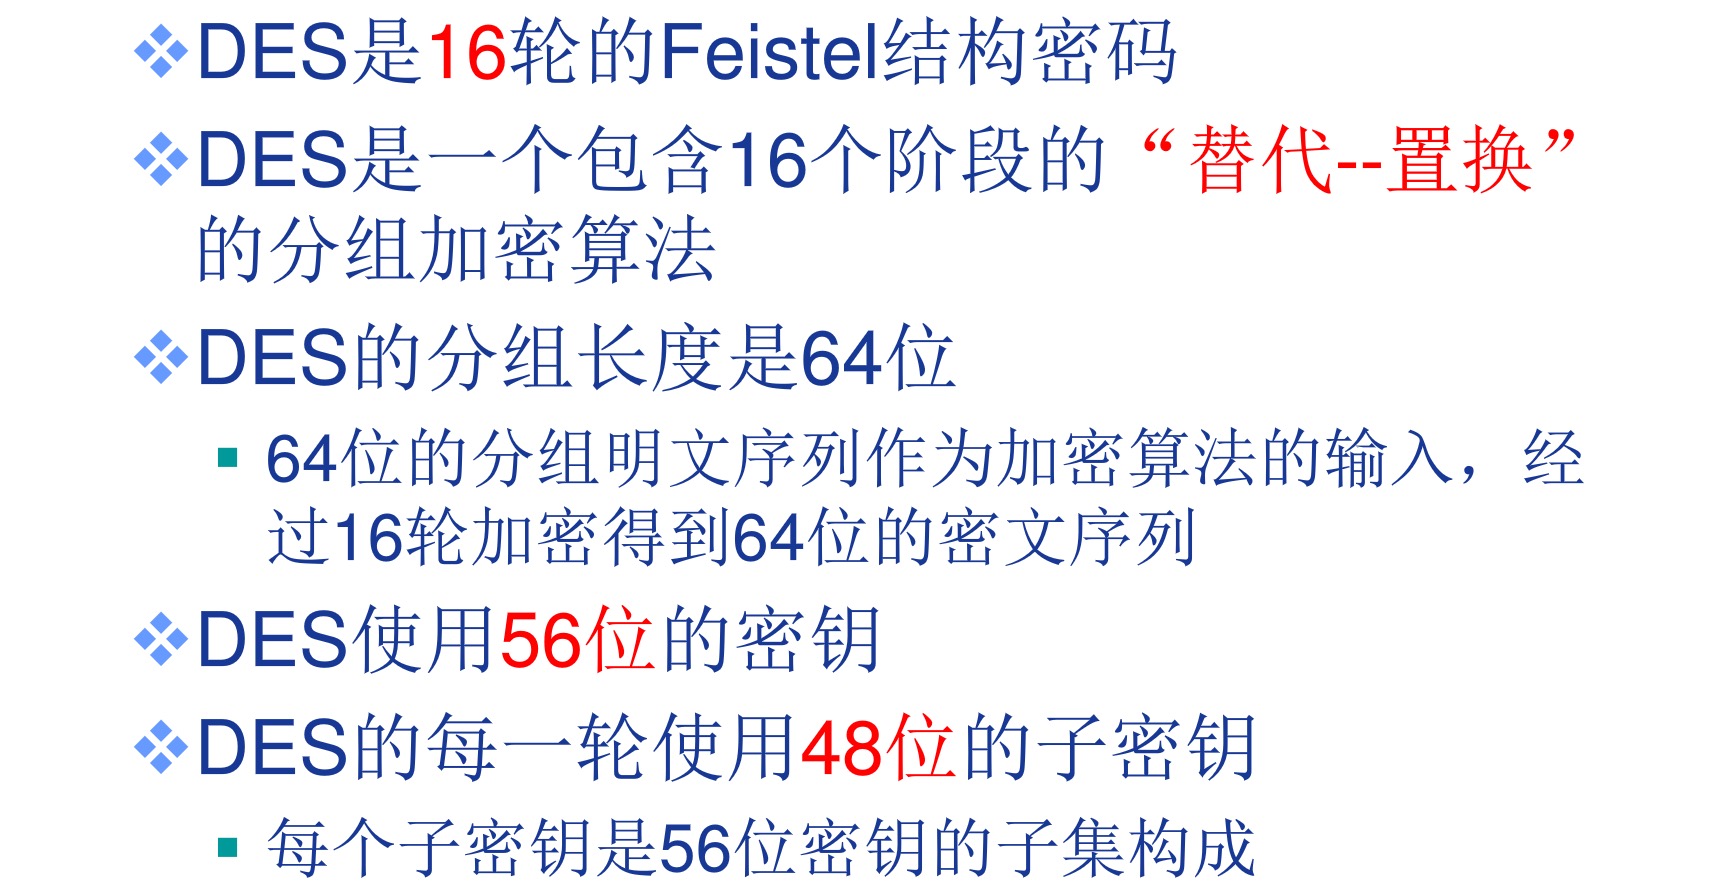 DES是16轮的Feistel结构密码
DES是一个包含16个阶段的“替代--置换”
的分组加密算法
DES的分组长度是64位
64位的分组明文序列作为加密算法的输入，经
过16轮加密得到64位的密文序列
DES使用56位的密钥
DES的每一轮使用48位的子密钥
每个子密钥是56位密钥的子集构成